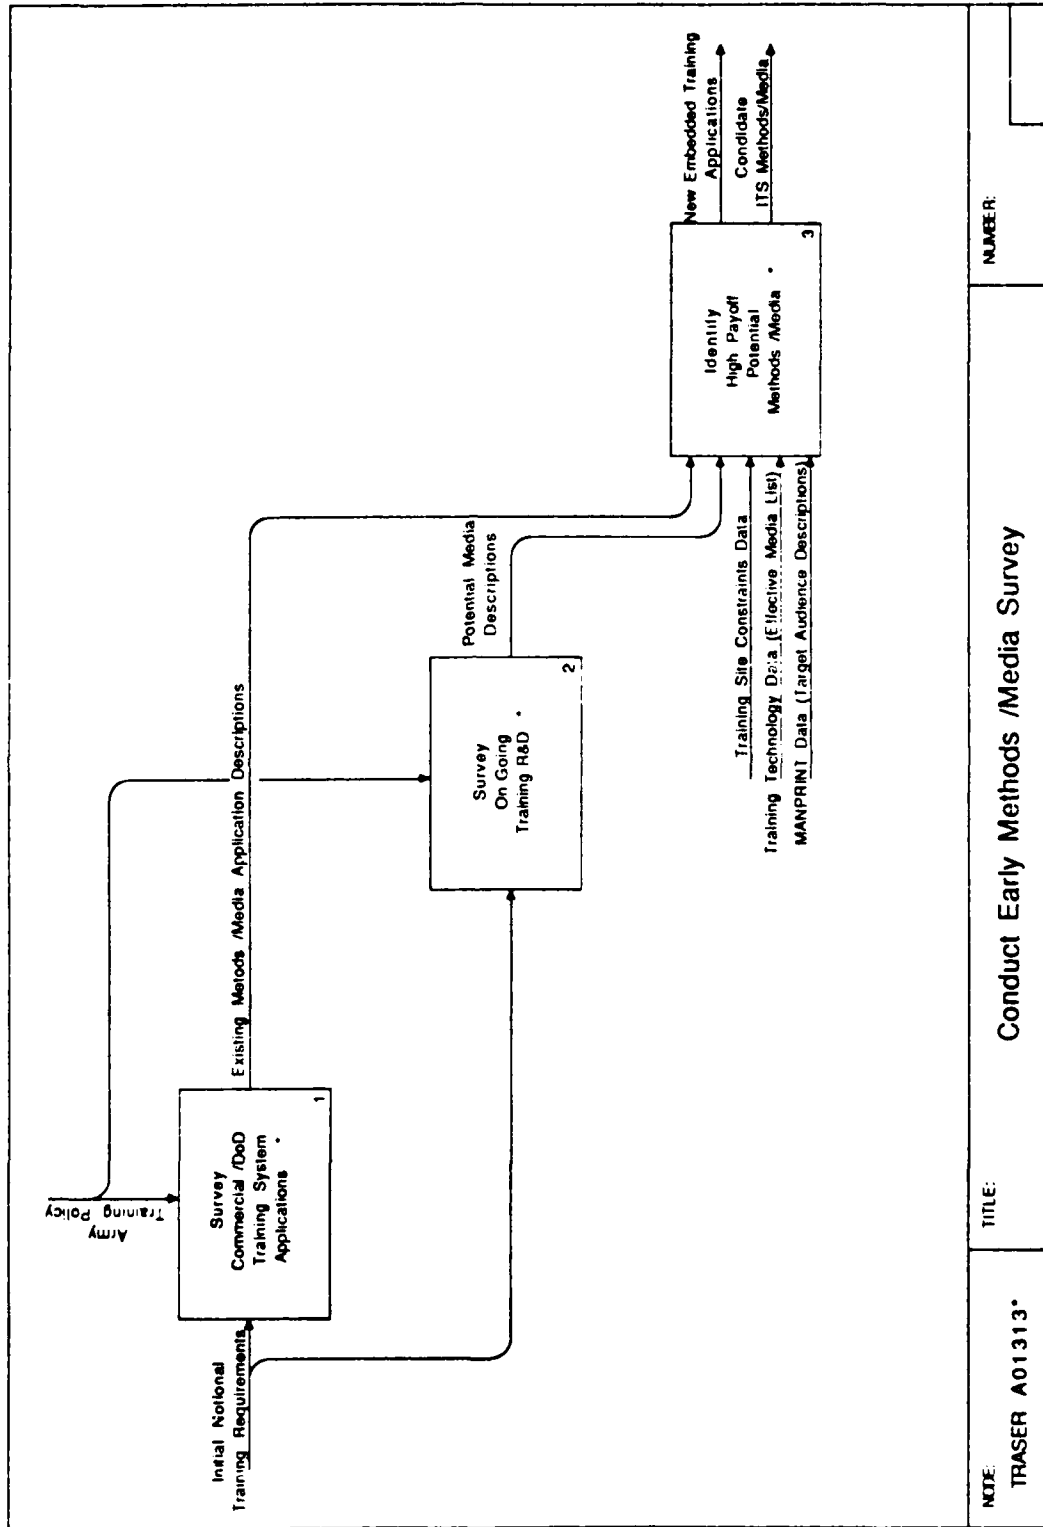 Army
Training Policy
Initial Notional
Training Requirements
Survey
Commercial /DoD
Training System
Applications *
1
Existing Metods /Media Application Descriptions
Survey
On Going
Training R&D *
2
Potential Media
Descriptions
Training Site Constraints Data
Training Technology Data (Effective Media List)
MANPRINT Data (Target Audience Descriptions)
Identify
High Payoff
Potential
Methods /Media *
3
New Embedded Training
Applications
Candidate
ITS Methods/Media
NODE:
TRASER A01313*
TITLE:
Conduct Early Methods /Media Survey
NUMBER: